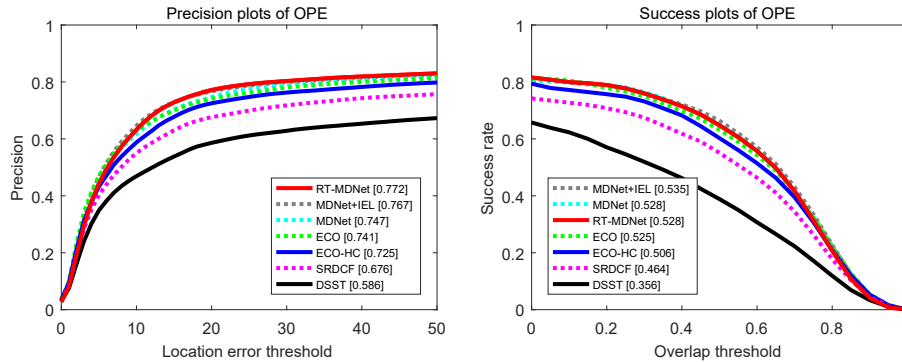 Precision plots of OPE
1
0.8
0.6
0.4
0.2
0
Precision
RT-MDNet [0.772]
MDNet+IEL [0.767]
MDNet [0.747]
ECO [0.741]
ECO-HC [0.725]
SRDCF [0.676]
DSST [0.586]
0 10 20 30 40 50
Location error threshold
Success plots of OPE
1
0.8
0.6
0.4
0.2
0
Success rate
MDNet+IEL [0.535]
MDNet [0.528]
RT-MDNet [0.528]
ECO [0.525]
ECO-HC [0.506]
SRDCF [0.464]
DSST [0.356]
0 0.2 0.4 0.6 0.8
Overlap threshold